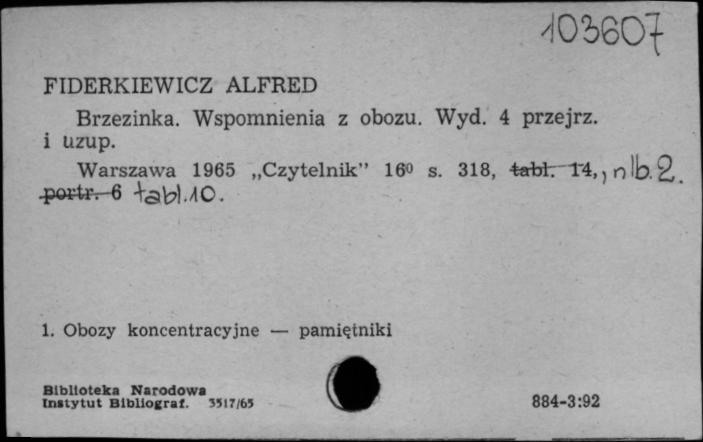 103607
FIDERKIEWICZ ALFRED
Brzezinka. Wspomnienia z obozu. Wyd. 4 przejrz.
i uzup.
Warszawa 1965 „Czytelnik” 16⁰ s. 318, tabl. 14,, nlb. 2.
portr. 6 tabl. 10.
1. Obozy koncentracyjne — pamiętniki
Biblioteka Narodowa
Instytut Bibliograf. 3517/65
884-3:92